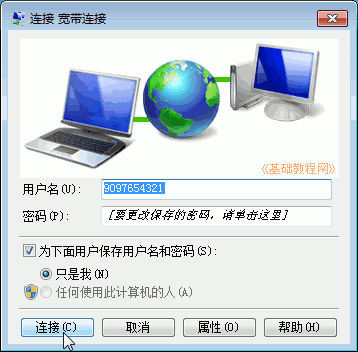 连接 宽带连接
《基础教程网》
用户名(U): 9097654321
密码(P): [要更改保存的密码，请单击这里]
为下面用户保存用户名和密码(S):
只是我(N)
任何使用此计算机的人(A)
连接(C) 取消 属性(O) 帮助(H)